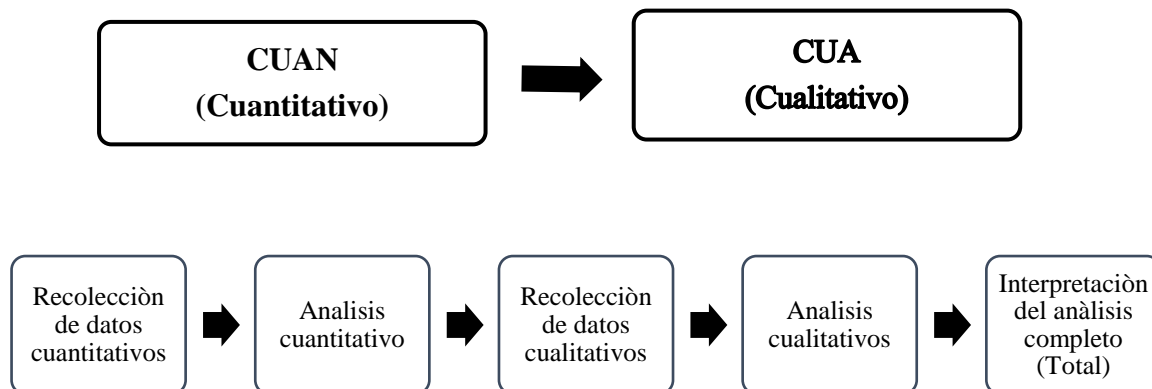 CUAN
(Cuantitativo)
CUA
(Cualitativo)
Recolecciòn
de datos
cuantitativos
Analisis
cuantitativo
Recolecciòn
de datos
cualitativos
Analisis
cualitativos
Interpretaciòn
del anàlisis
completo
(Total)